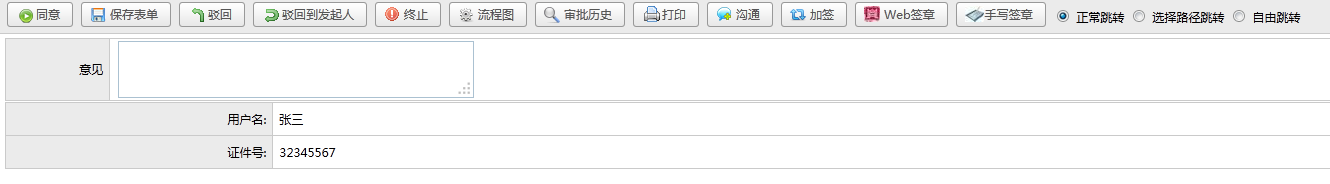 同意 保存表单 驳回 驳回到发起人 终止 流程图 审批历史 打印 沟通 加签 Web签章 手写签章 正常跳转 选择路径跳转 自由跳转
意见
用户名: 张三
证件号: 32345567